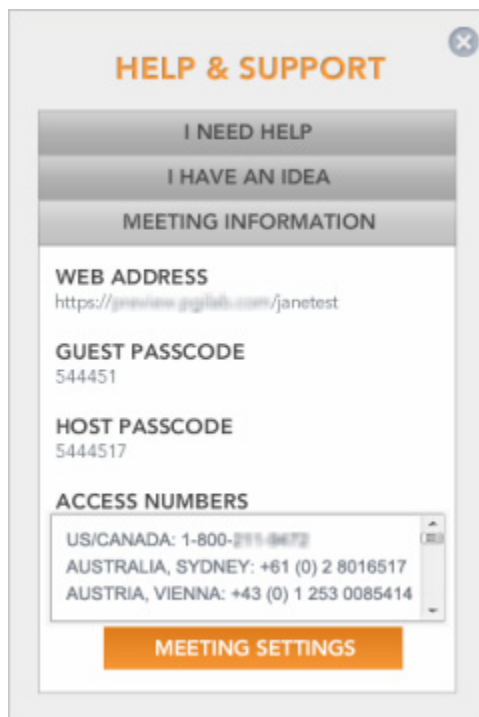 HELP & SUPPORT
I NEED HELP
I HAVE AN IDEA
MEETING INFORMATION
WEB ADDRESS
https:// /janetest
GUEST PASSCODE
544451
HOST PASSCODE
5444517
ACCESS NUMBERS
US/CANADA: 1-800-
AUSTRALIA, SYDNEY: +61 (0) 2 8016517
AUSTRIA, VIENNA: +43 (0) 1 253 0085414
MEETING SETTINGS